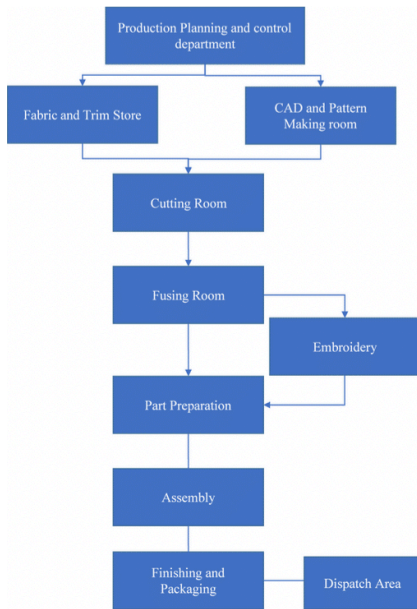 Production Planning and control
department
Fabric and Trim Store
CAD and Pattern
Making room
Cutting Room
Fusing Room
Embroidery
Part Preparation
Assembly
Finishing and
Packaging
Dispatch Area